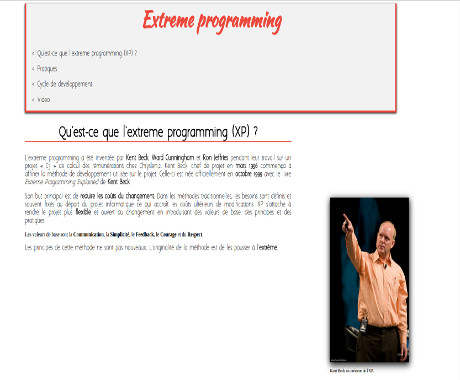 Extreme programming
Qu'est-ce que l'extreme programming (XP) ?
Pratiques
Cycle de developpement
Video
Qu'est-ce que l'extreme programming (XP) ?
L'extreme programming a été inventée par Kent Beck, Ward Cunningham et Ron Jeffries pendant leur travail sur un
projet « C3 » de calcul des rémunérations chez Chrysler. Kent Beck, chef de projet en mars 1996 commença à
affiner la méthode de développement utilisée sur le projet. Celle-ci est née officiellement en octobre 1999 avec le livre
Extreme Programming Explained de Kent Beck.
Son but principal est de reduire les coûts du changement. Dans les méthodes traditionnelles, les besoins sont définis et
souvent fixés au départ du projet informatique ce qui accroît les coûts ultérieurs de modifications. XP s'attache à
rendre le projet plus flexible et ouvert au changement en introduisant des valeurs de base, des principes et des
pratiques.
Les valeurs de base sont la Communication, la Simplicité, le Feedback, le Courage et du Respect.
Les principes de cette méthode ne sont pas nouveaux. L'originalité de la méthode est de les pousser à l'extrême.
Kent Beck